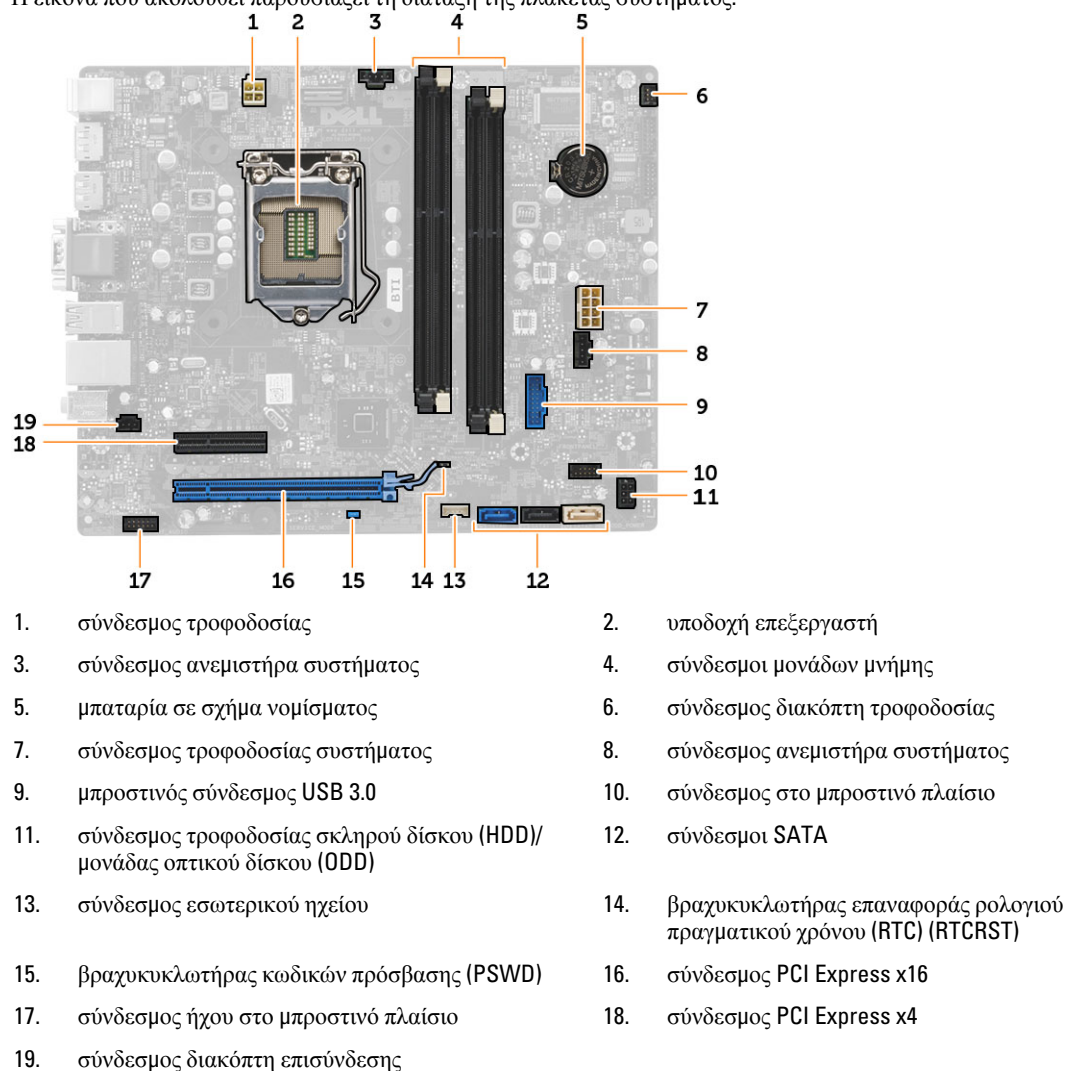 Η εικόνα που ακολουθεί παρουσιάζει τη διάταξη της πλακέτας συστήματος.
1 2 3 4 5
6
DELL
7
BTI
8
9
19
18
10
11
17 16 15 14 13 12
1. σύνδεσμος τροφοδοσίας 2. υποδοχή επεξεργαστή
3. σύνδεσμος ανεμιστήρα συστήματος 4. σύνδεσμοι μονάδων μνήμης
5. μπαταρία σε σχήμα νομίσματος 6. σύνδεσμος διακόπτη τροφοδοσίας
7. σύνδεσμος τροφοδοσίας συστήματος 8. σύνδεσμος ανεμιστήρα συστήματος
9. μπροστινός σύνδεσμος USB 3.0 10. σύνδεσμος στο μπροστινό πλαίσιο
11. σύνδεσμος τροφοδοσίας σκληρού δίσκου (HDD)/
μονάδας οπτικού δίσκου (ODD)
12. σύνδεσμοι SATA
13. σύνδεσμος εσωτερικού ηχείου 14. βραχυκυκλωτήρας επαναφοράς ρολογιού
πραγματικού χρόνου (RTC) (RTCRST)
15. βραχυκυκλωτήρας κωδικών πρόσβασης (PSWD) 16. σύνδεσμος PCI Express x16
17. σύνδεσμος ήχου στο μπροστινό πλαίσιο 18. σύνδεσμος PCI Express x4
19. σύνδεσμος διακόπτη επισύνδεσης